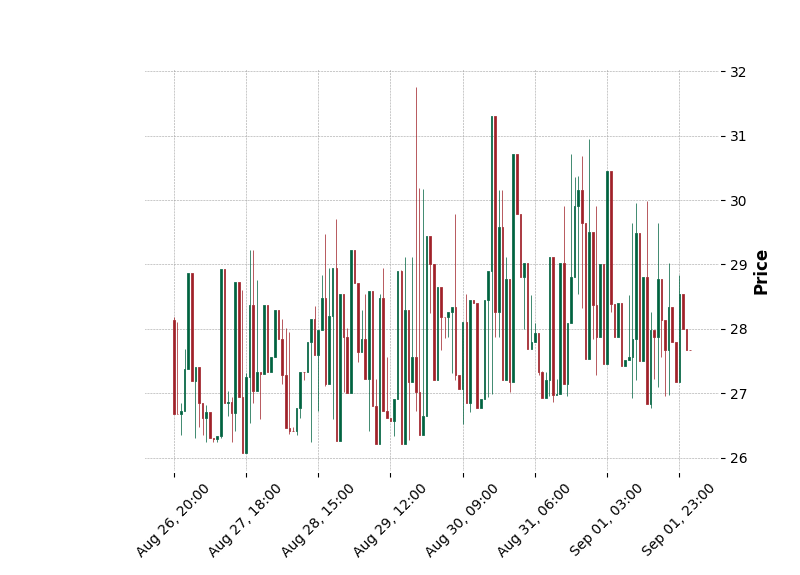 32
31
30
29
28
27
26
Price
Aug 26, 20:00
Aug 27, 18:00
Aug 28, 15:00
Aug 29, 12:00
Aug 30, 09:00
Aug 31, 06:00
Sep 01, 03:00
Sep 01, 23:00